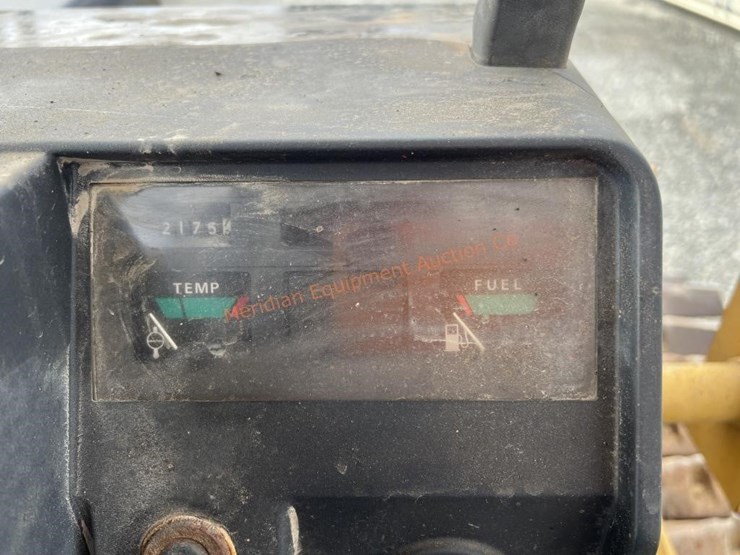 2175
TEMP
FUEL
Meridian Equipment Auction Co